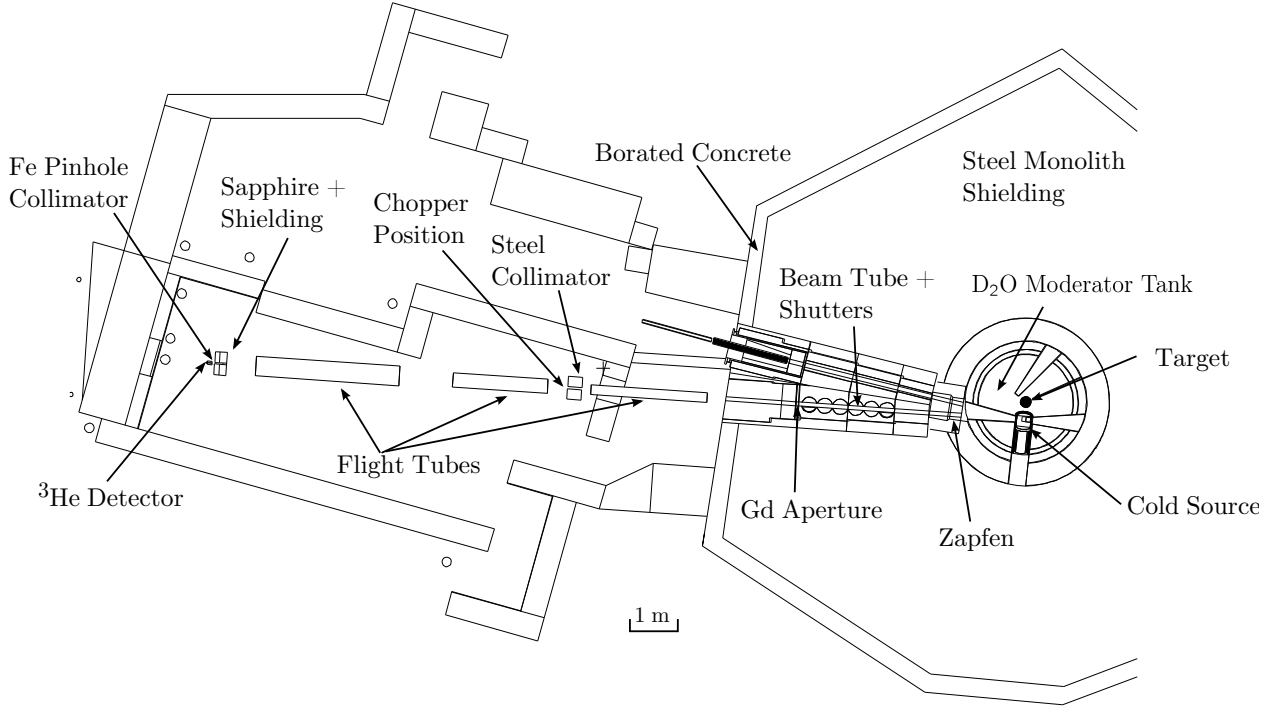 Fe Pinhole
Collimator
Sapphire +
Shielding
Chopper
Position
Steel
Collimator
Borated Concrete
Steel Monolith
Shielding
Beam Tube +
Shutters
D₂O Moderator Tank
Target
Flight Tubes
³He Detector
Gd Aperture
Zapfen
Cold Source
1 m